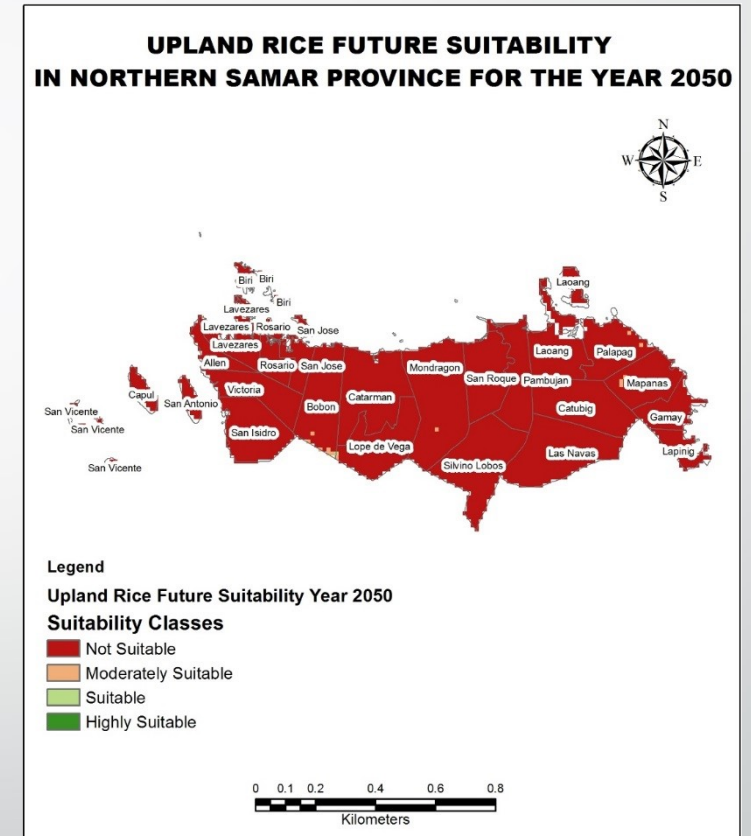 UPLAND RICE FUTURE SUITABILITY
IN NORTHERN SAMAR PROVINCE FOR THE YEAR 2050
N
W E
S
Biri Biri
Biri
Laoang
Lavezares
Lavezares Rosario San Jose
Lavezares
Allen Rosario San Jose
Laoang Palapag
Mondragon
San Roque Pambujan
Mapanas
Victoria
Capul San Antonio
Catarman
Bobon
Catubig
San Vicente
San Vicente
Gamay
San Isidro
Lope de Vega
Las Navas Lapinig
San Vicente
Silvino Lobos
Legend
Upland Rice Future Suitability Year 2050
Suitability Classes
Not Suitable
Moderately Suitable
Suitable
Highly Suitable
0 0.1 0.2 0.4 0.6 0.8
Kilometers